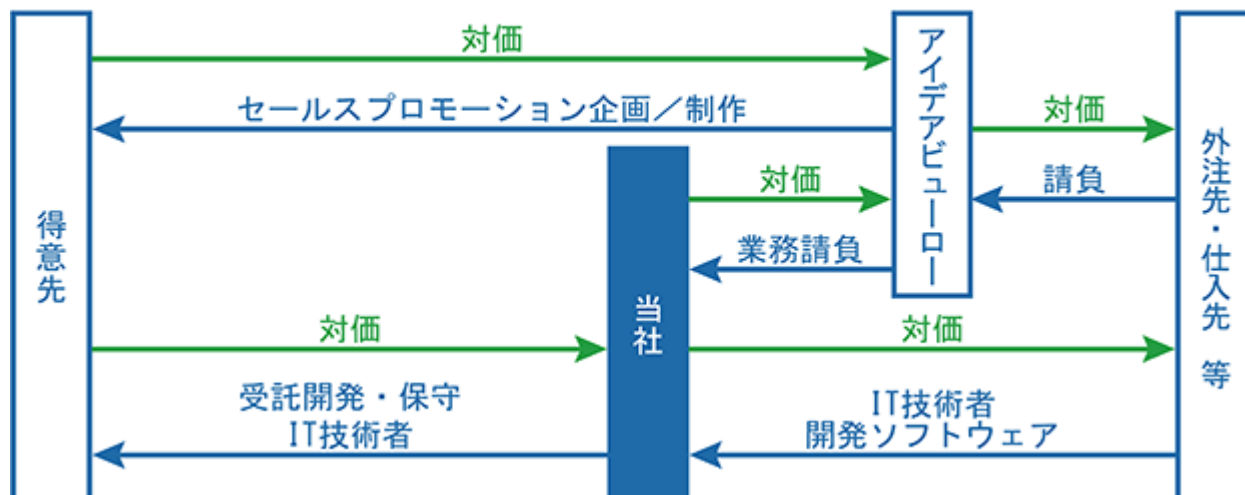 対価
セールスプロモーション企画／制作
アイデアビューロー
対価
対価
請負
業務請負
得意先
当社
外注先・仕入先 等
対価
対価
受託開発・保守
IT技術者
IT技術者
開発ソフトウェア